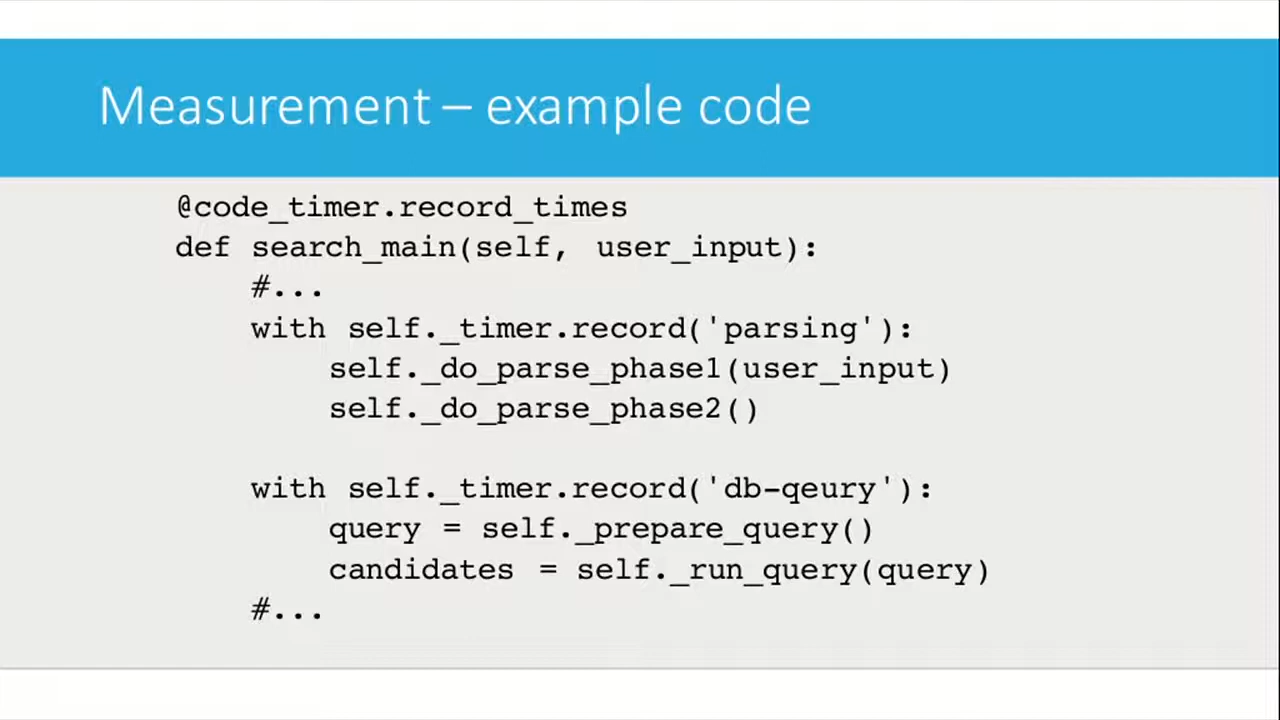 Measurement – example code
@code_timer.record_times
def search_main(self, user_input):
#...
with self._timer.record('parsing'):
self._do_parse_phase1(user_input)
self._do_parse_phase2()
with self._timer.record('db-qeury'):
query = self._prepare_query()
candidates = self._run_query(query)
#...